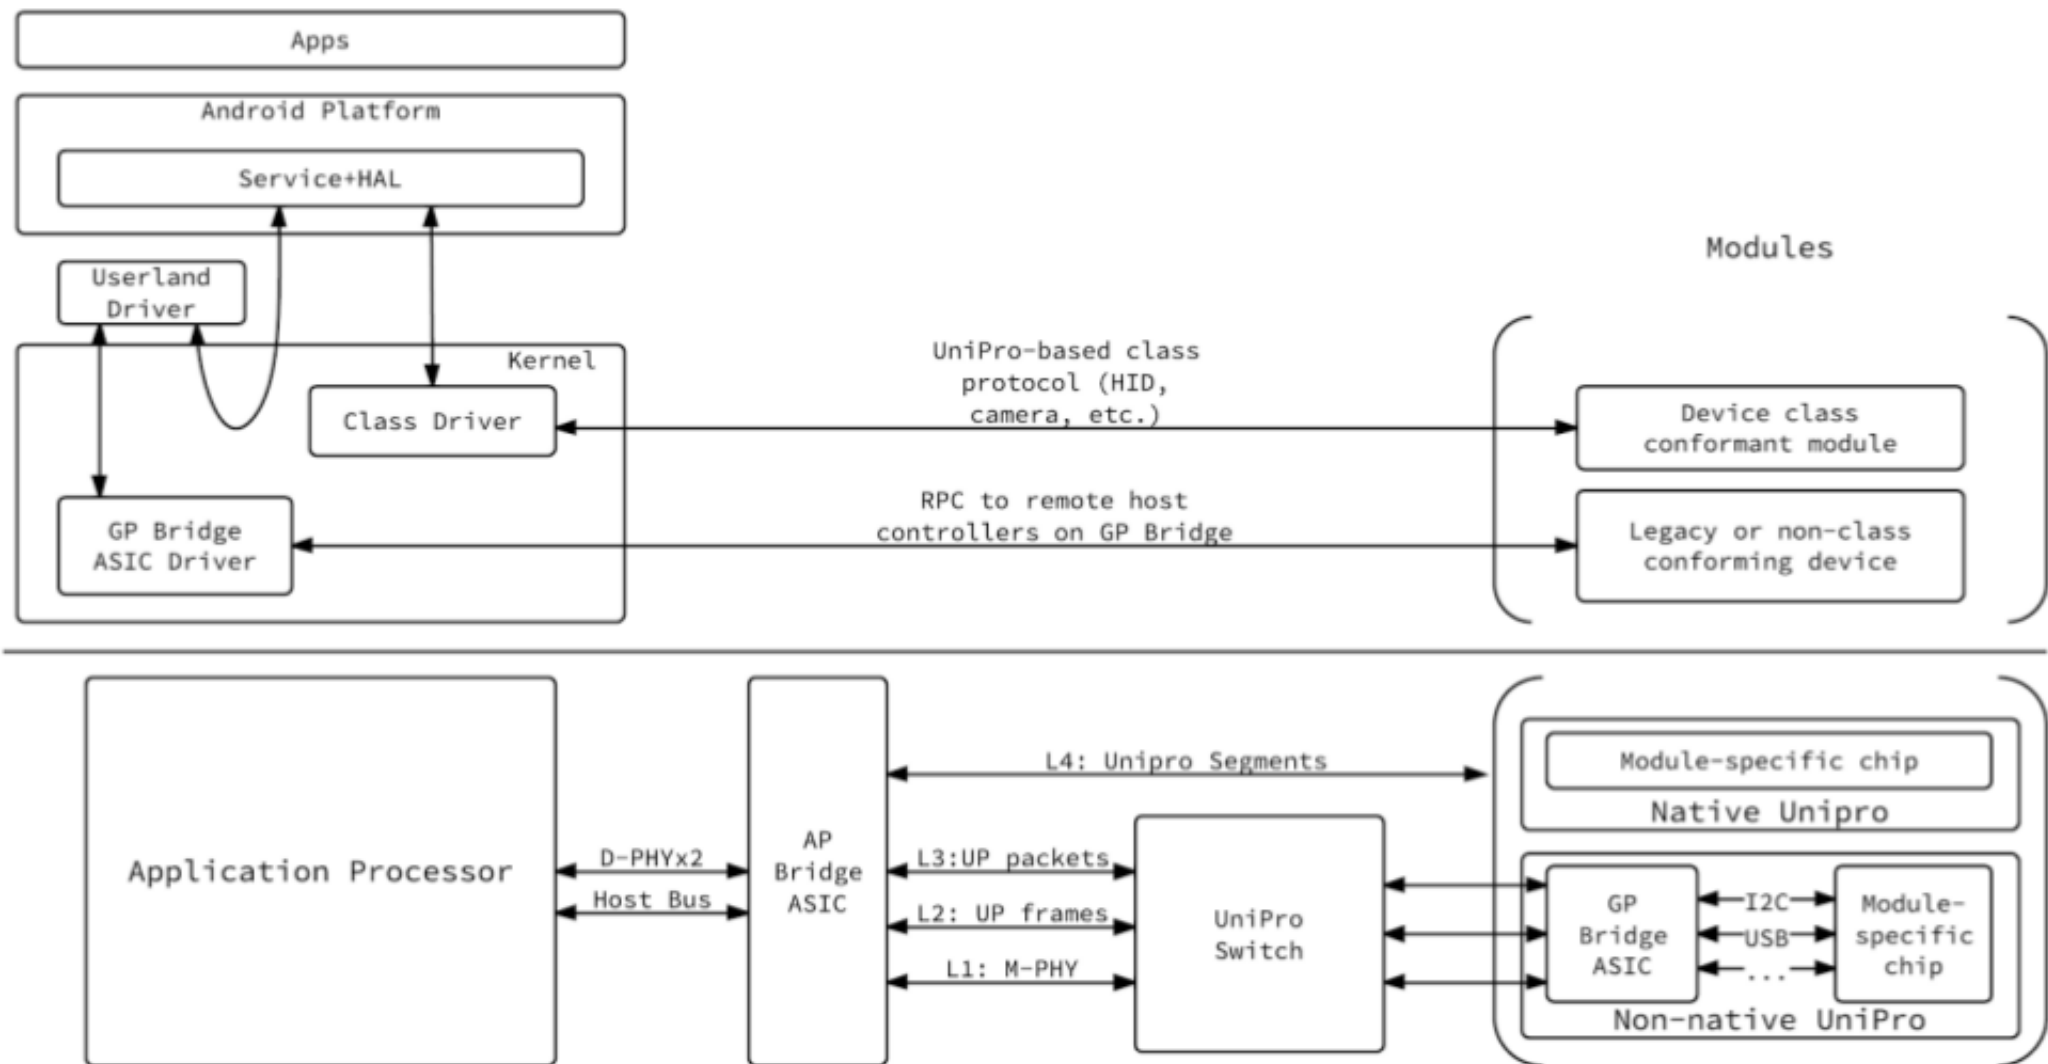 Apps
Android Platform
Service+HAL
Userland
Driver
Kernel
Class Driver
GP Bridge
ASIC Driver
UniPro-based class
protocol (HID,
camera, etc.)
RPC to remote host
controllers on GP Bridge
Modules
Device class
conformant module
Legacy or non-class
conforming device
Application Processor
D-PHYx2
Host Bus
AP
Bridge
ASIC
L4: Unipro Segments
L3:UP packets
L2: UP frames
L1: M-PHY
UniPro
Switch
Module-specific chip
Native Unipro
GP
Bridge
ASIC
I2C
USB
...
Module-
specific
chip
Non-native UniPro